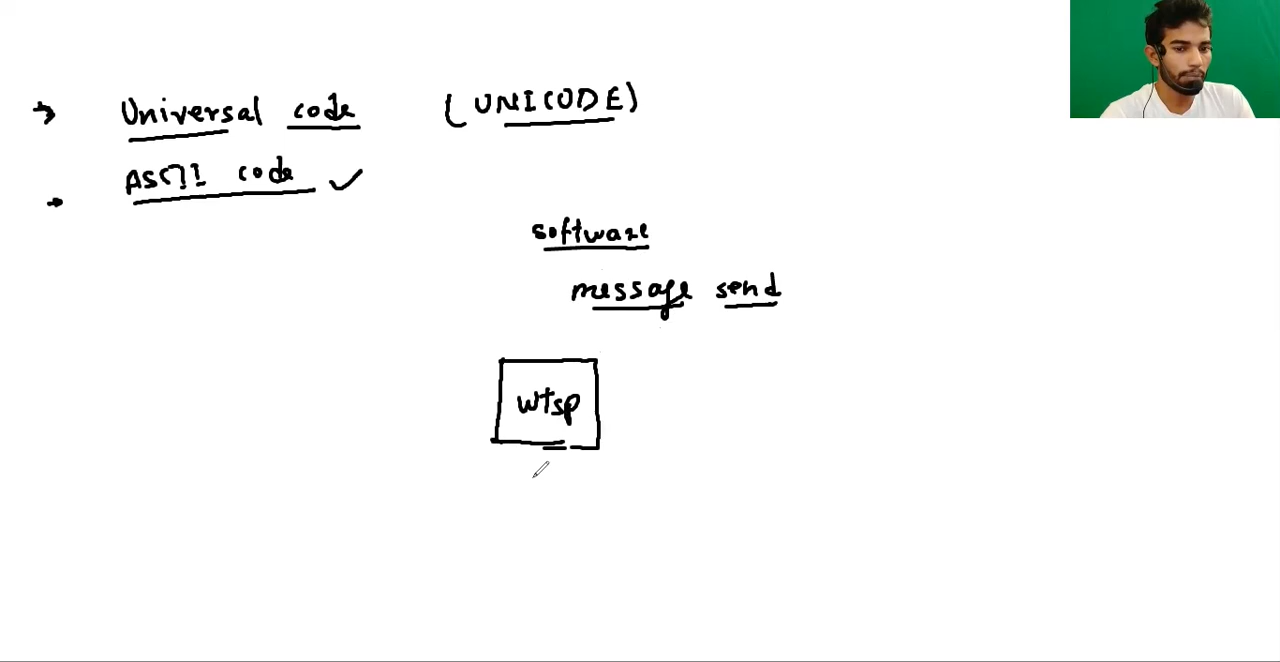 Universal code (UNICODE)
ASCII code
software
message send
wtsp